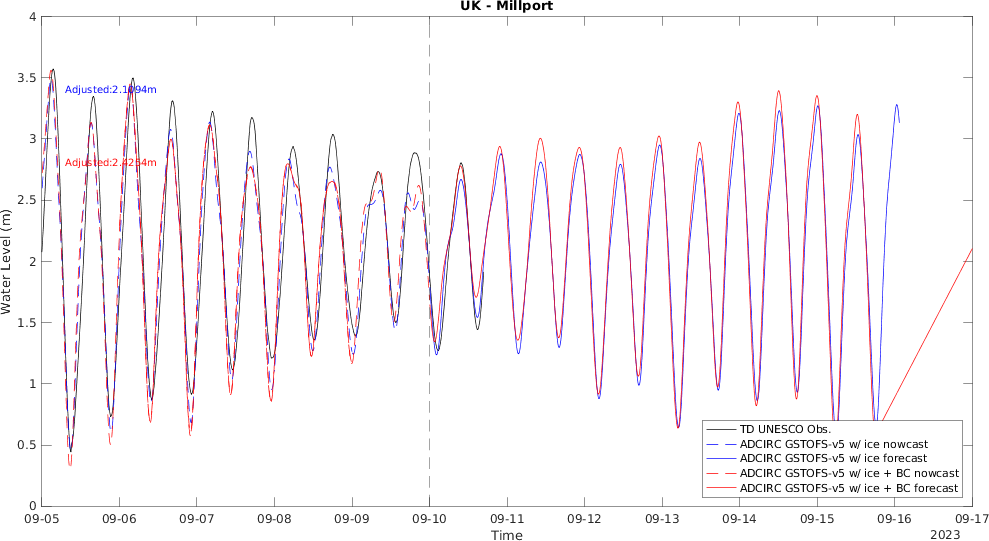 UK - Millport
4
3.5
3
2.5
2
1.5
1
0.5
0
Water Level (m)
Adjusted:2.1094m
Adjusted:2.4264m
TD UNESCO Obs.
ADCIRC GSTOFS-v5 w/ ice nowcast
ADCIRC GSTOFS-v5 w/ ice forecast
ADCIRC GSTOFS-v5 w/ ice + BC nowcast
ADCIRC GSTOFS-v5 w/ ice + BC forecast
09-05 09-06 09-07 09-08 09-09 09-10 09-11 09-12 09-13 09-14 09-15 09-16 09-17
Time
2023